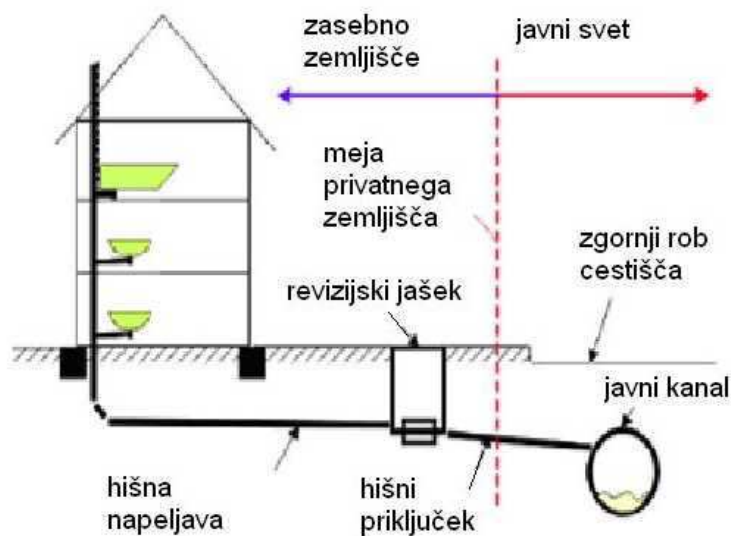 zasebno
zemljišče
javni svet
meja
privatnega
zemljišča
zgornji rob
cestišča
revizijski jašek
javni kanal
hišna
napeljava
hišni
priključek